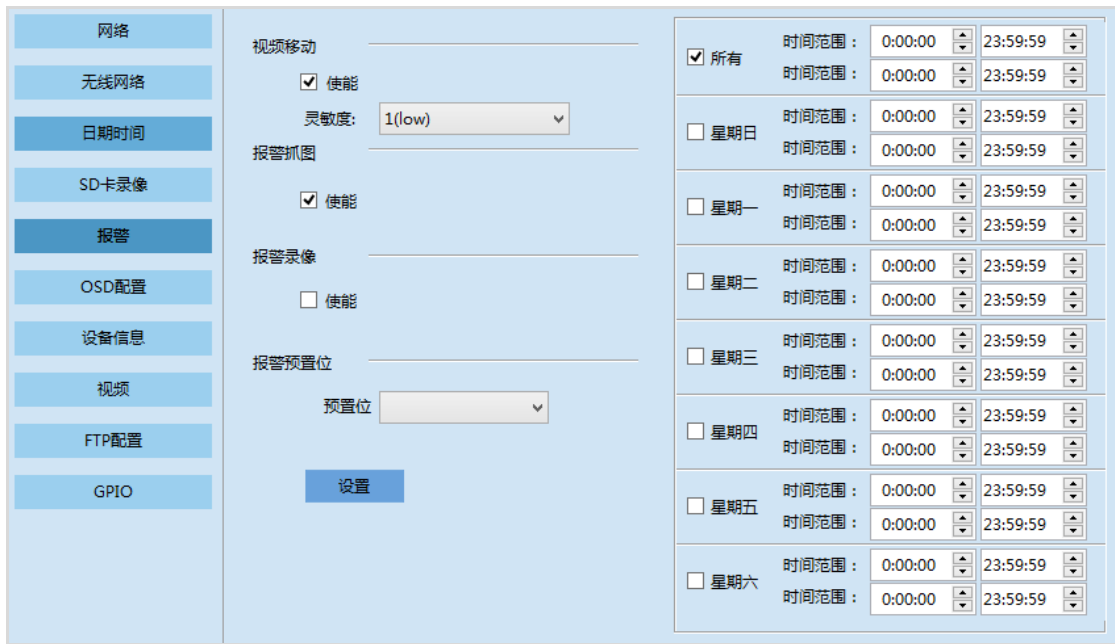 网络
无线网络
日期时间
SD卡录像
报警
OSD配置
设备信息
视频
FTP配置
GPIO
视频移动
使能
灵敏度: 1(low)
报警抓图
使能
报警录像
使能
报警预置位
预置位
设置
所有
时间范围： 0:00:00 23:59:59
时间范围： 0:00:00 23:59:59
星期日
时间范围： 0:00:00 23:59:59
时间范围： 0:00:00 23:59:59
星期一
时间范围： 0:00:00 23:59:59
时间范围： 0:00:00 23:59:59
星期二
时间范围： 0:00:00 23:59:59
时间范围： 0:00:00 23:59:59
星期三
时间范围： 0:00:00 23:59:59
时间范围： 0:00:00 23:59:59
星期四
时间范围： 0:00:00 23:59:59
时间范围： 0:00:00 23:59:59
星期五
时间范围： 0:00:00 23:59:59
时间范围： 0:00:00 23:59:59
星期六
时间范围： 0:00:00 23:59:59
时间范围： 0:00:00 23:59:59